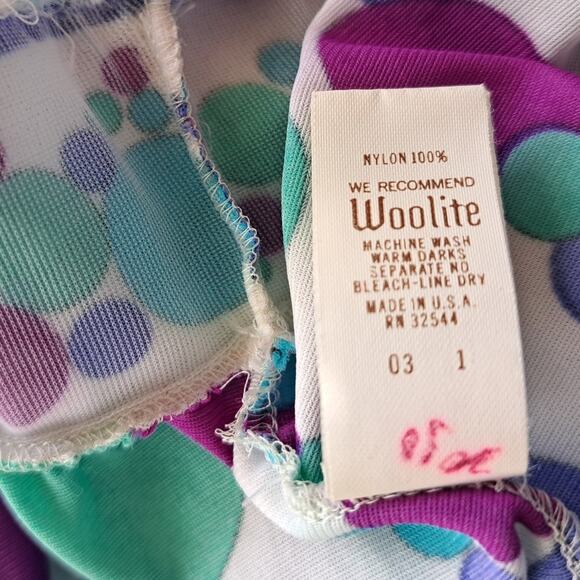 NYLON 100%
WE RECOMMEND
Woolite
MACHINE WASH
WARM DARKS
SEPARATE NO
BLEACH-LINE DRY
MADE IN U.S.A.
RN 32544
03 1